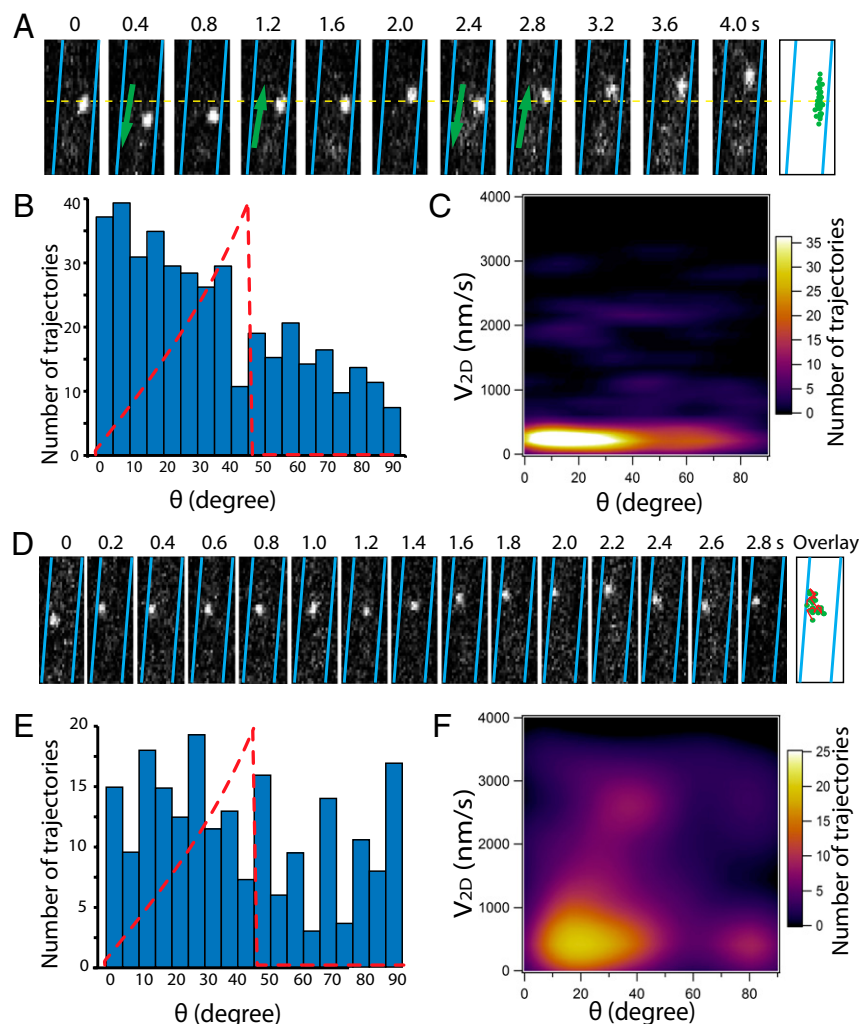 A
0 0.4 0.8 1.2 1.6 2.0 2.4 2.8 3.2 3.6 4.0 s
B
Number of trajectories
40
30
20
10
0
0 10 20 30 40 50 60 70 80 90
θ (degree)
C
V2D (nm/s)
4000
3000
2000
1000
0
0 20 40 60 80
θ (degree)
35
30
25
20
15
10
5
0
Number of trajectories
D
0 0.2 0.4 0.6 0.8 1.0 1.2 1.4 1.6 1.8 2.0 2.2 2.4 2.6 2.8 s Overlay
E
Number of trajectories
20
15
10
5
0
0 10 20 30 40 50 60 70 80 90
θ (degree)
F
V2D (nm/s)
4000
3000
2000
1000
0
0 20 40 60 80
θ (degree)
25
20
15
10
5
0
Number of trajectories